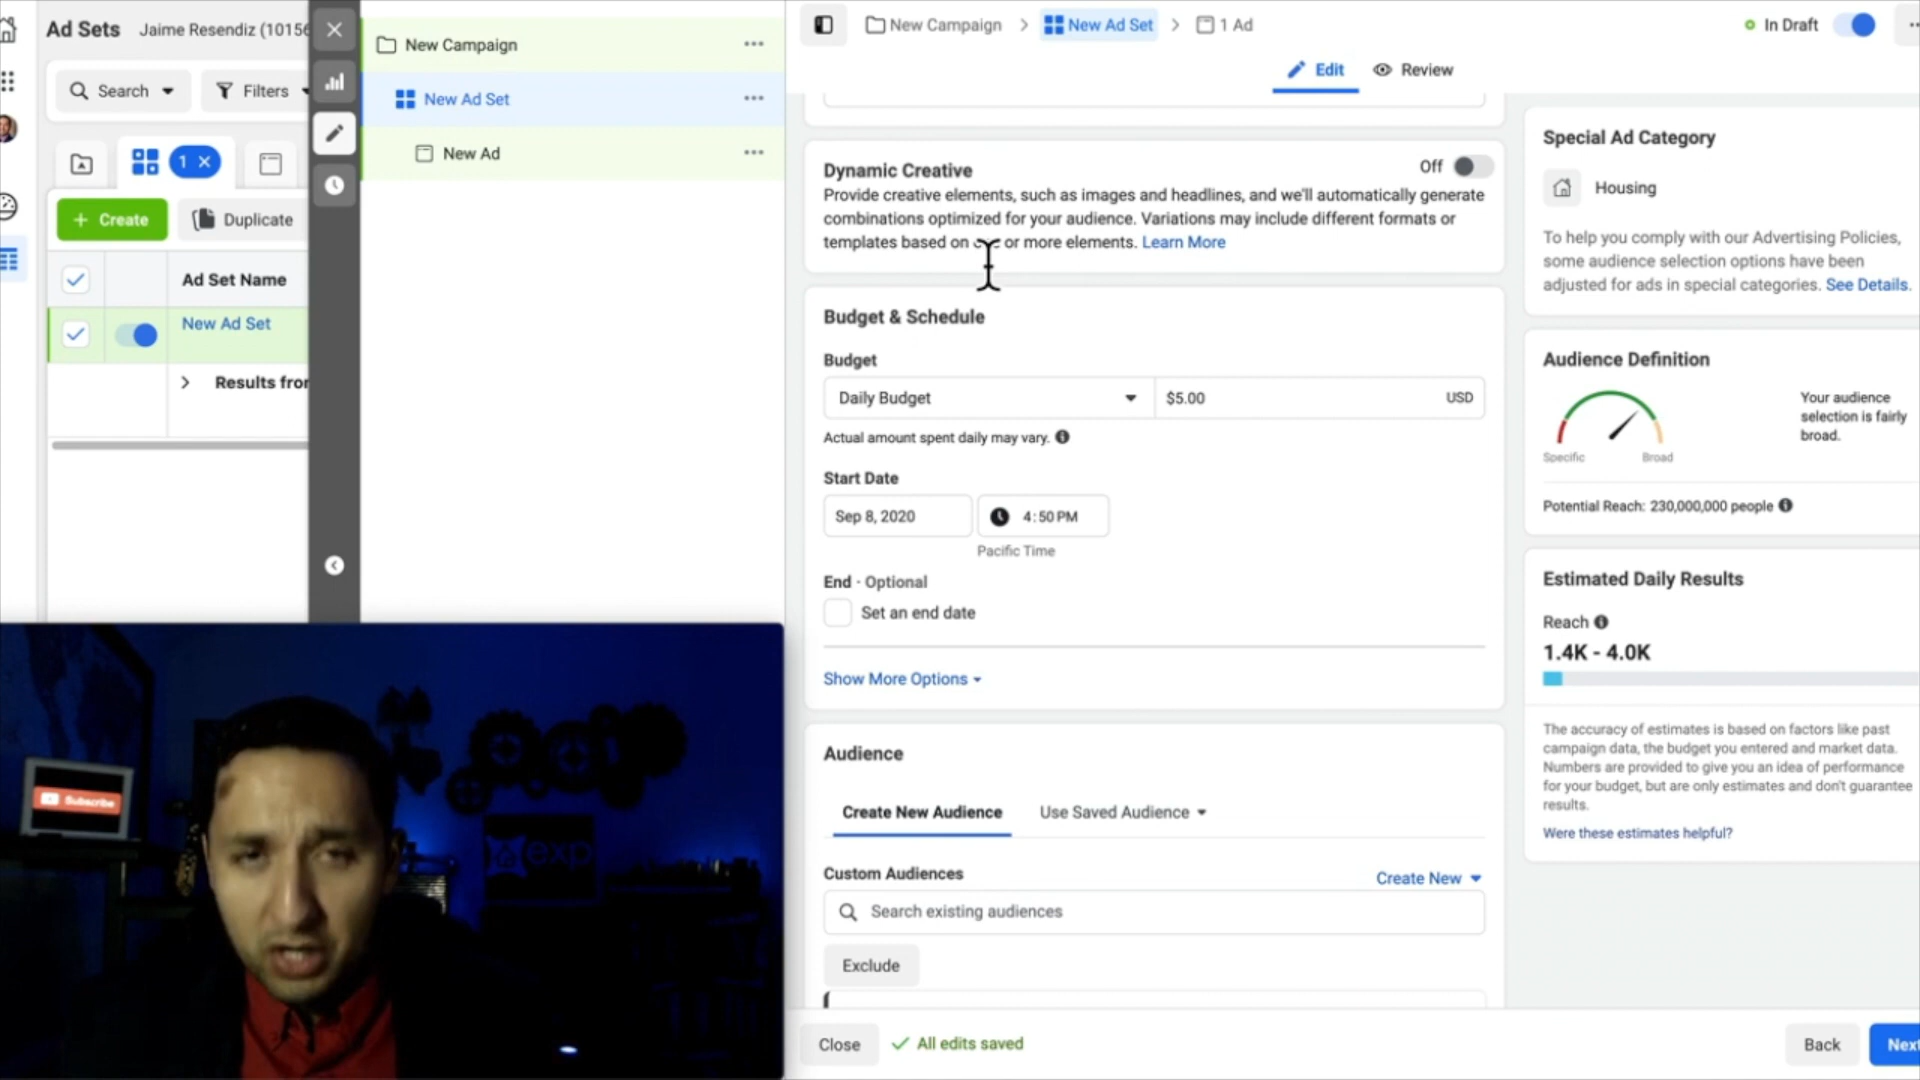 Ad Sets
Jaime Resendiz (10156
Search
Filters
1
Create
Duplicate
Ad Set Name
New Ad Set
Results from
New Campaign
New Ad Set
New Ad
New Campaign
New Ad Set
1 Ad
In Draft
Edit
Review
Dynamic Creative
Off
Provide creative elements, such as images and headlines, and we'll automatically generate
combinations optimized for your audience. Variations may include different formats or
templates based on or more elements. Learn More
Budget & Schedule
Budget
Daily Budget
$5.00
USD
Actual amount spent daily may vary.
Start Date
Sep 8, 2020
4:50 PM
Pacific Time
End · Optional
Set an end date
Show More Options
Audience
Create New Audience
Use Saved Audience
Custom Audiences
Create New
Search existing audiences
Exclude
Close
All edits saved
Back
Next
Special Ad Category
Housing
To help you comply with our Advertising Policies,
some audience selection options have been
adjusted for ads in special categories. See Details.
Audience Definition
Your audience
selection is fairly
broad.
Specific
Broad
Potential Reach: 230,000,000 people
Estimated Daily Results
Reach
1.4K - 4.0K
The accuracy of estimates is based on factors like past
campaign data, the budget you entered and market data.
Numbers are provided to give you an idea of performance
for your budget, but are only estimates and don't guarantee
results.
Were these estimates helpful?
Subscribe
exp